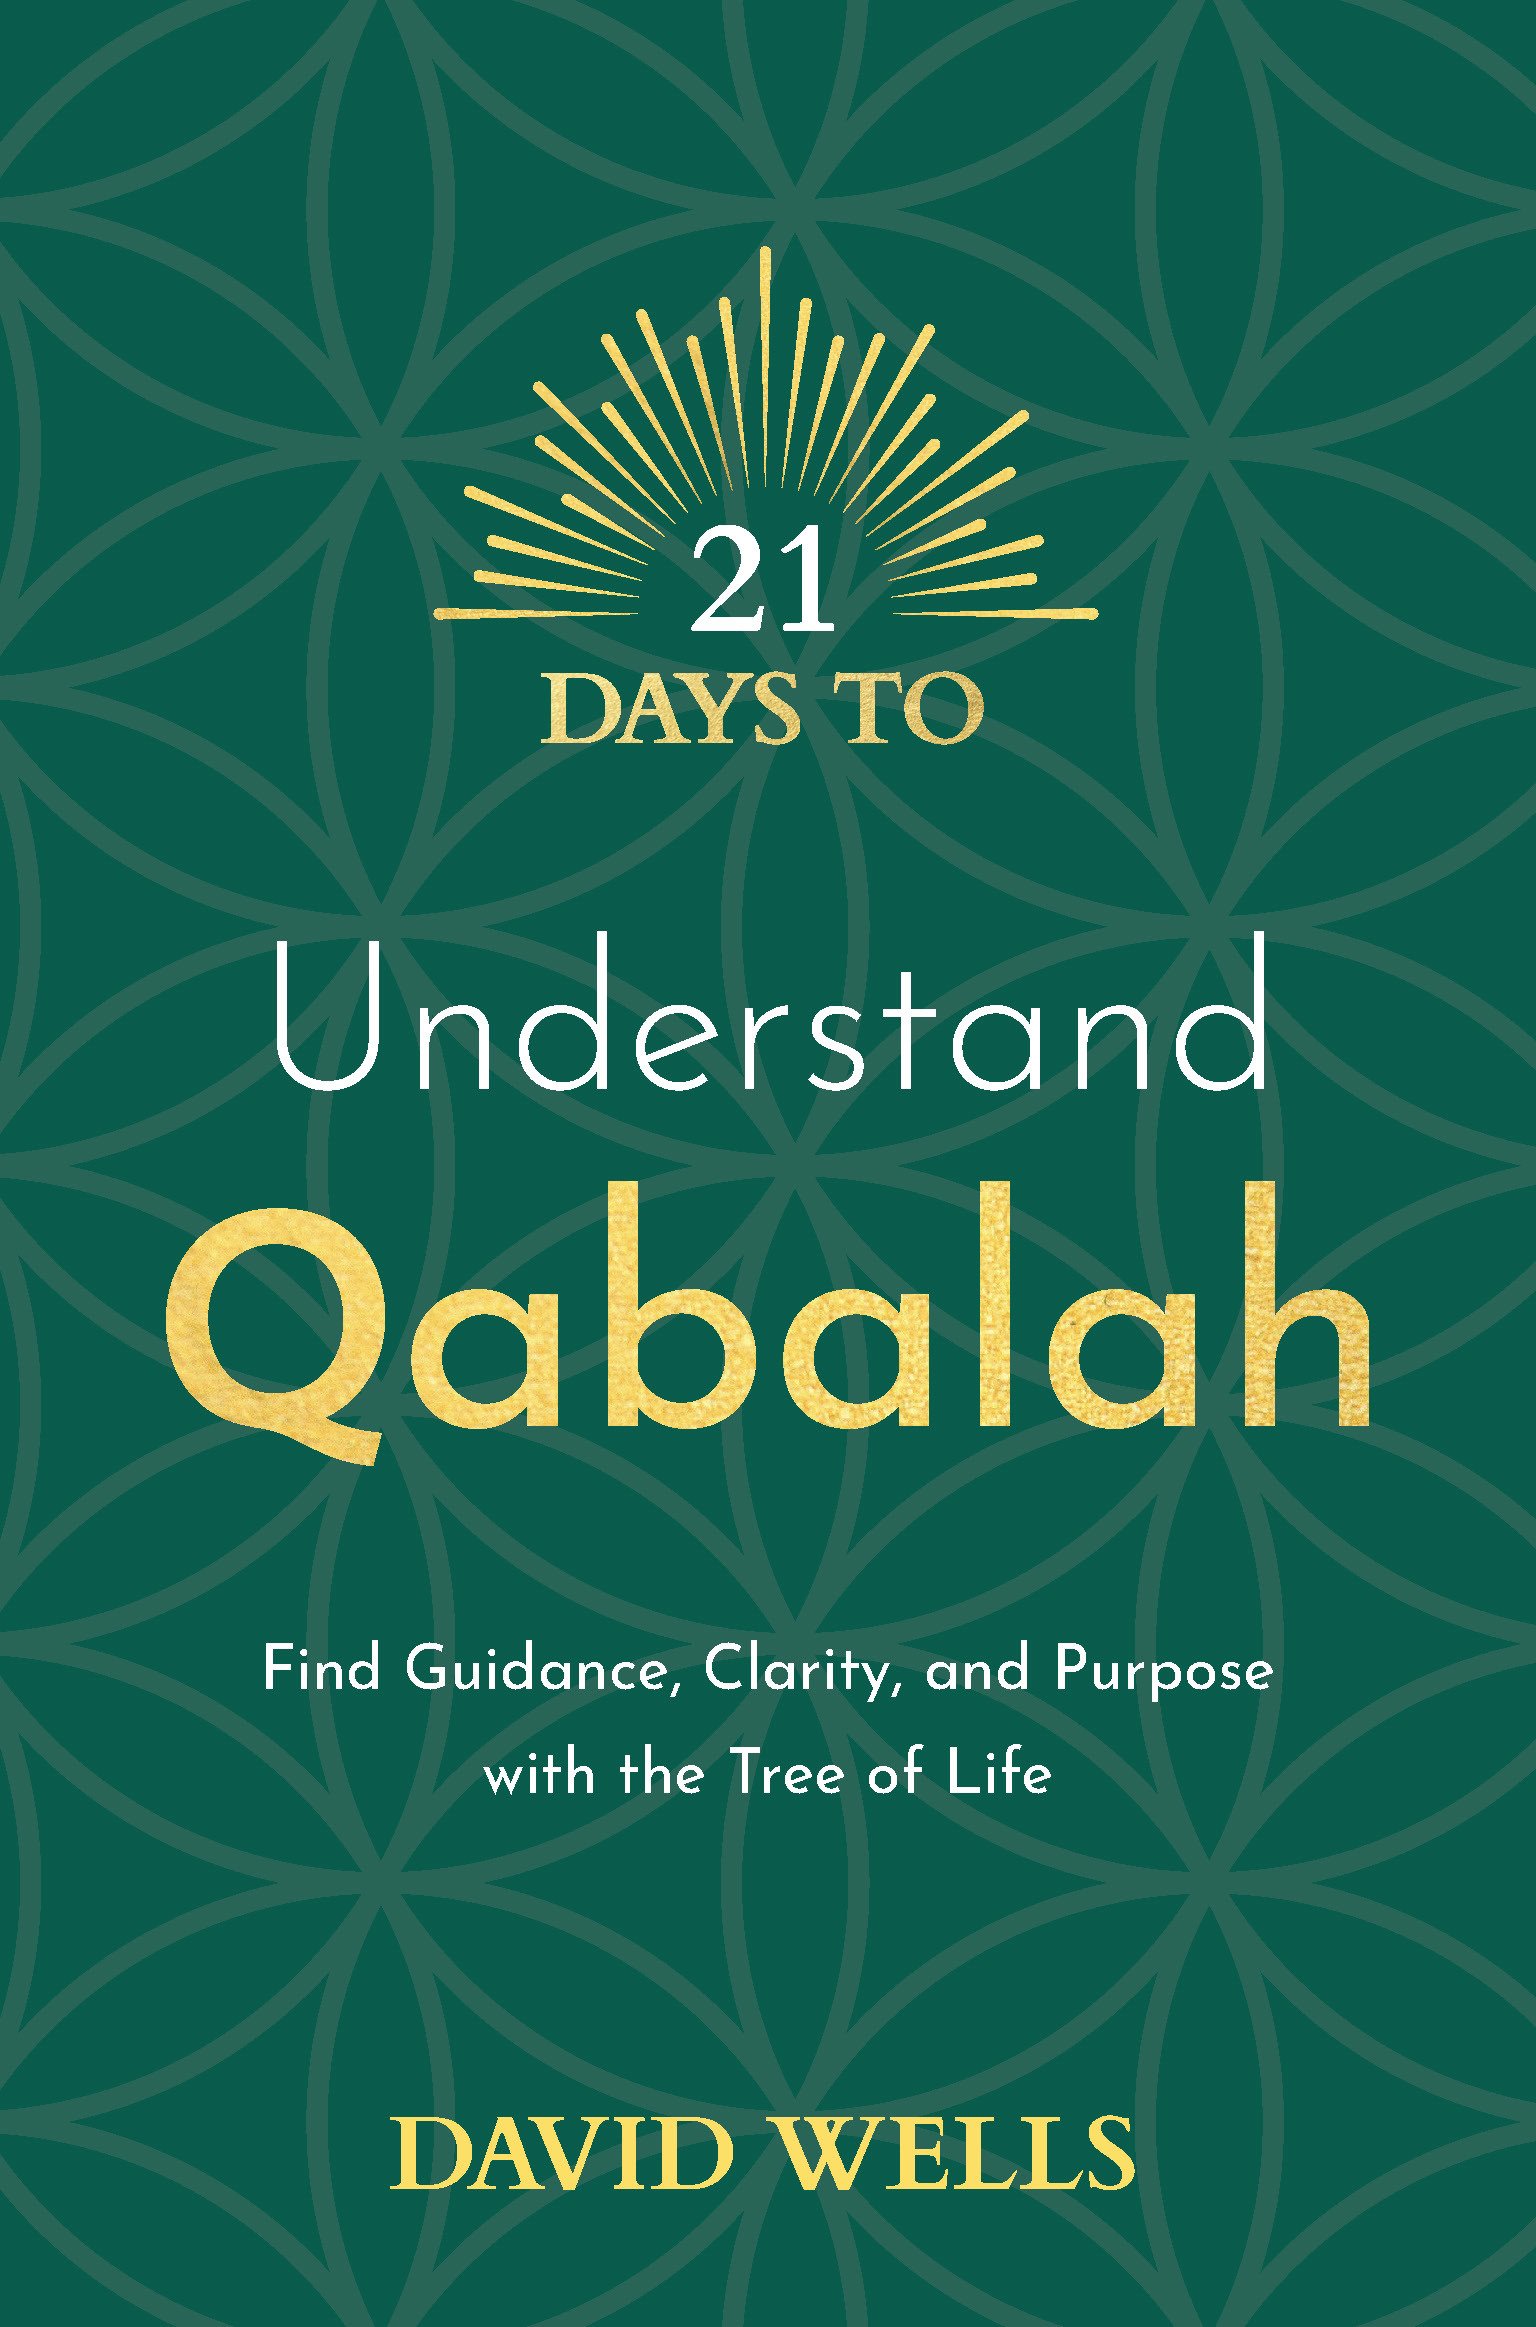 21
DAYS TO
Understand
Qabalah
Find Guidance, Clarity, and Purpose
with the Tree of Life
DAVID WELLS